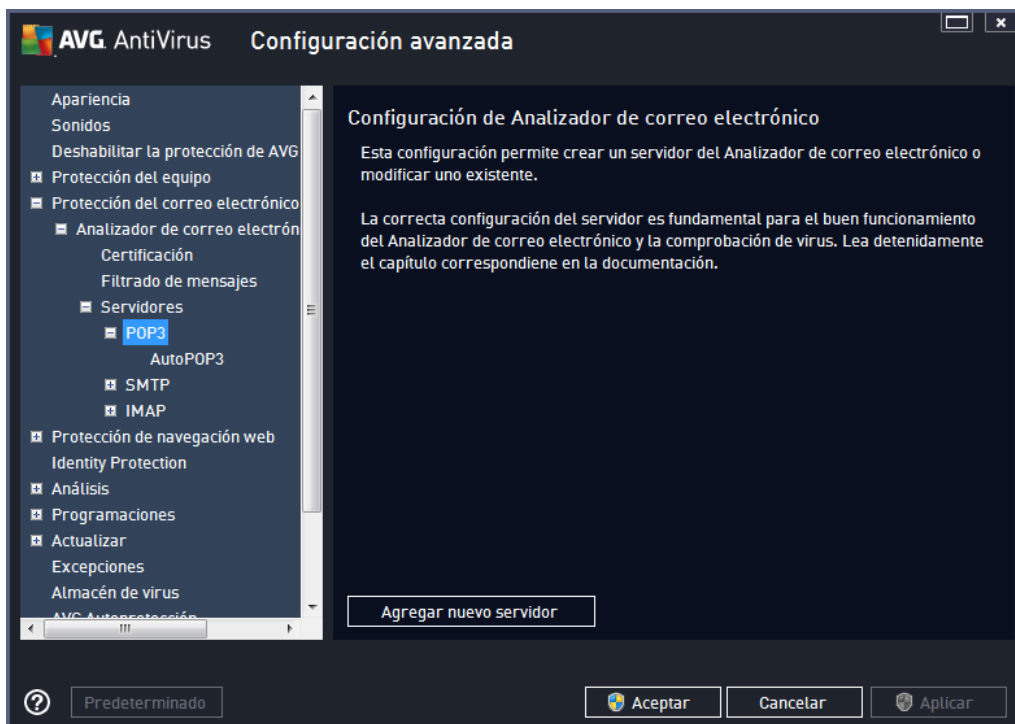 AVG. AntiVirus Configuración avanzada
Apariencia
Sonidos
Deshabilitar la protección de AVG
Protección del equipo
Protección del correo electrónico
Analizador de correo electrón
Certificación
Filtrado de mensajes
Servidores
POP3
AutoPOP3
SMTP
IMAP
Protección de navegación web
Identity Protection
Análisis
Programaciones
Actualizar
Excepciones
Almacén de virus
AVG Autoprotección
Configuración de Analizador de correo electrónico
Esta configuración permite crear un servidor del Analizador de correo electrónico o
modificar uno existente.
La correcta configuración del servidor es fundamental para el buen funcionamiento
del Analizador de correo electrónico y la comprobación de virus. Lea detenidamente
el capítulo correspondiene en la documentación.
Agregar nuevo servidor
Predeterminado
Aceptar
Cancelar
Aplicar